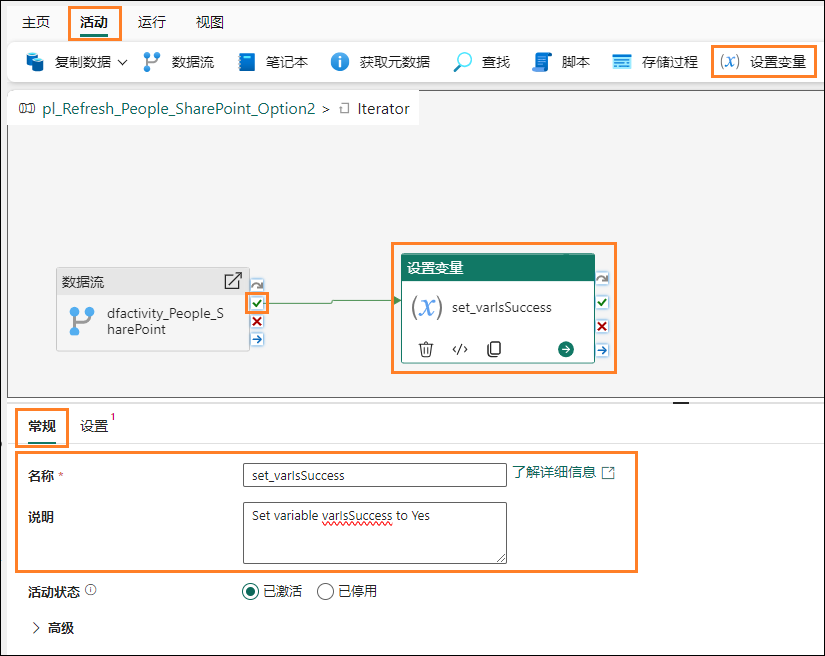 主页 活动 运行 视图
复制数据 数据流 笔记本 获取元数据 查找 脚本 存储过程 (x) 设置变量
pl_Refresh_People_SharePoint_Option2 > Iterator
数据流
dfactivity_People_S
harePoint
设置变量
(x) set_varIsSuccess
常规 设置 1
名称 * set_varIsSuccess 了解详细信息
说明 Set variable varIsSuccess to Yes
活动状态 已激活 已停用
高级